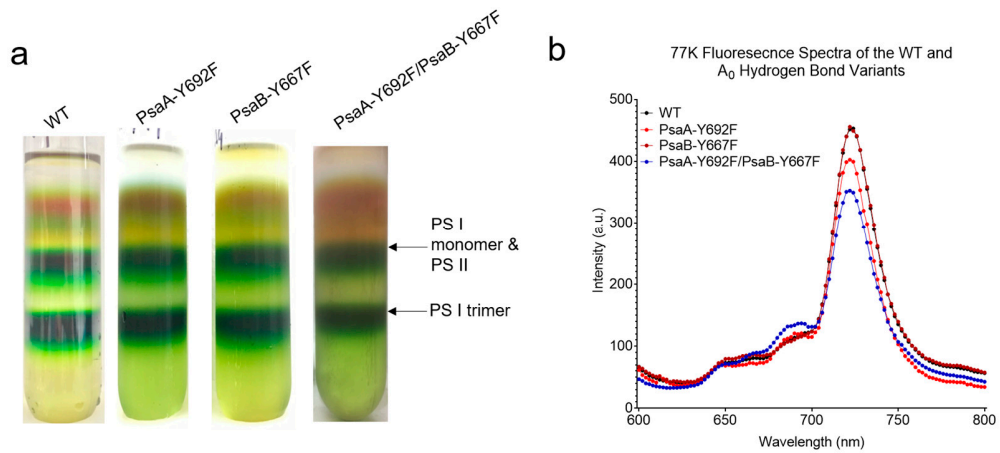 a
WT
PsaA-Y692F
PsaB-Y667F
PsaA-Y692F/PsaB-Y667F
PS I
monomer &
PS II
PS I trimer
b
77K Fluoresecnce Spectra of the WT and
A0 Hydrogen Bond Variants
WT
PsaA-Y692F
PsaB-Y667F
PsaA-Y692F/PsaB-Y667F
Intensity (a.u.)
500
400
300
200
100
0
600
650
700
750
800
Wavelength (nm)